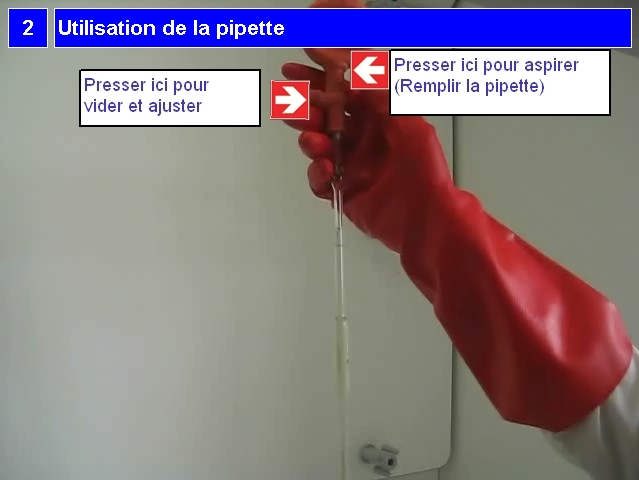 2
Utilisation de la pipette
Presser ici pour
vider et ajuster
Presser ici pour aspirer
(Remplir la pipette)